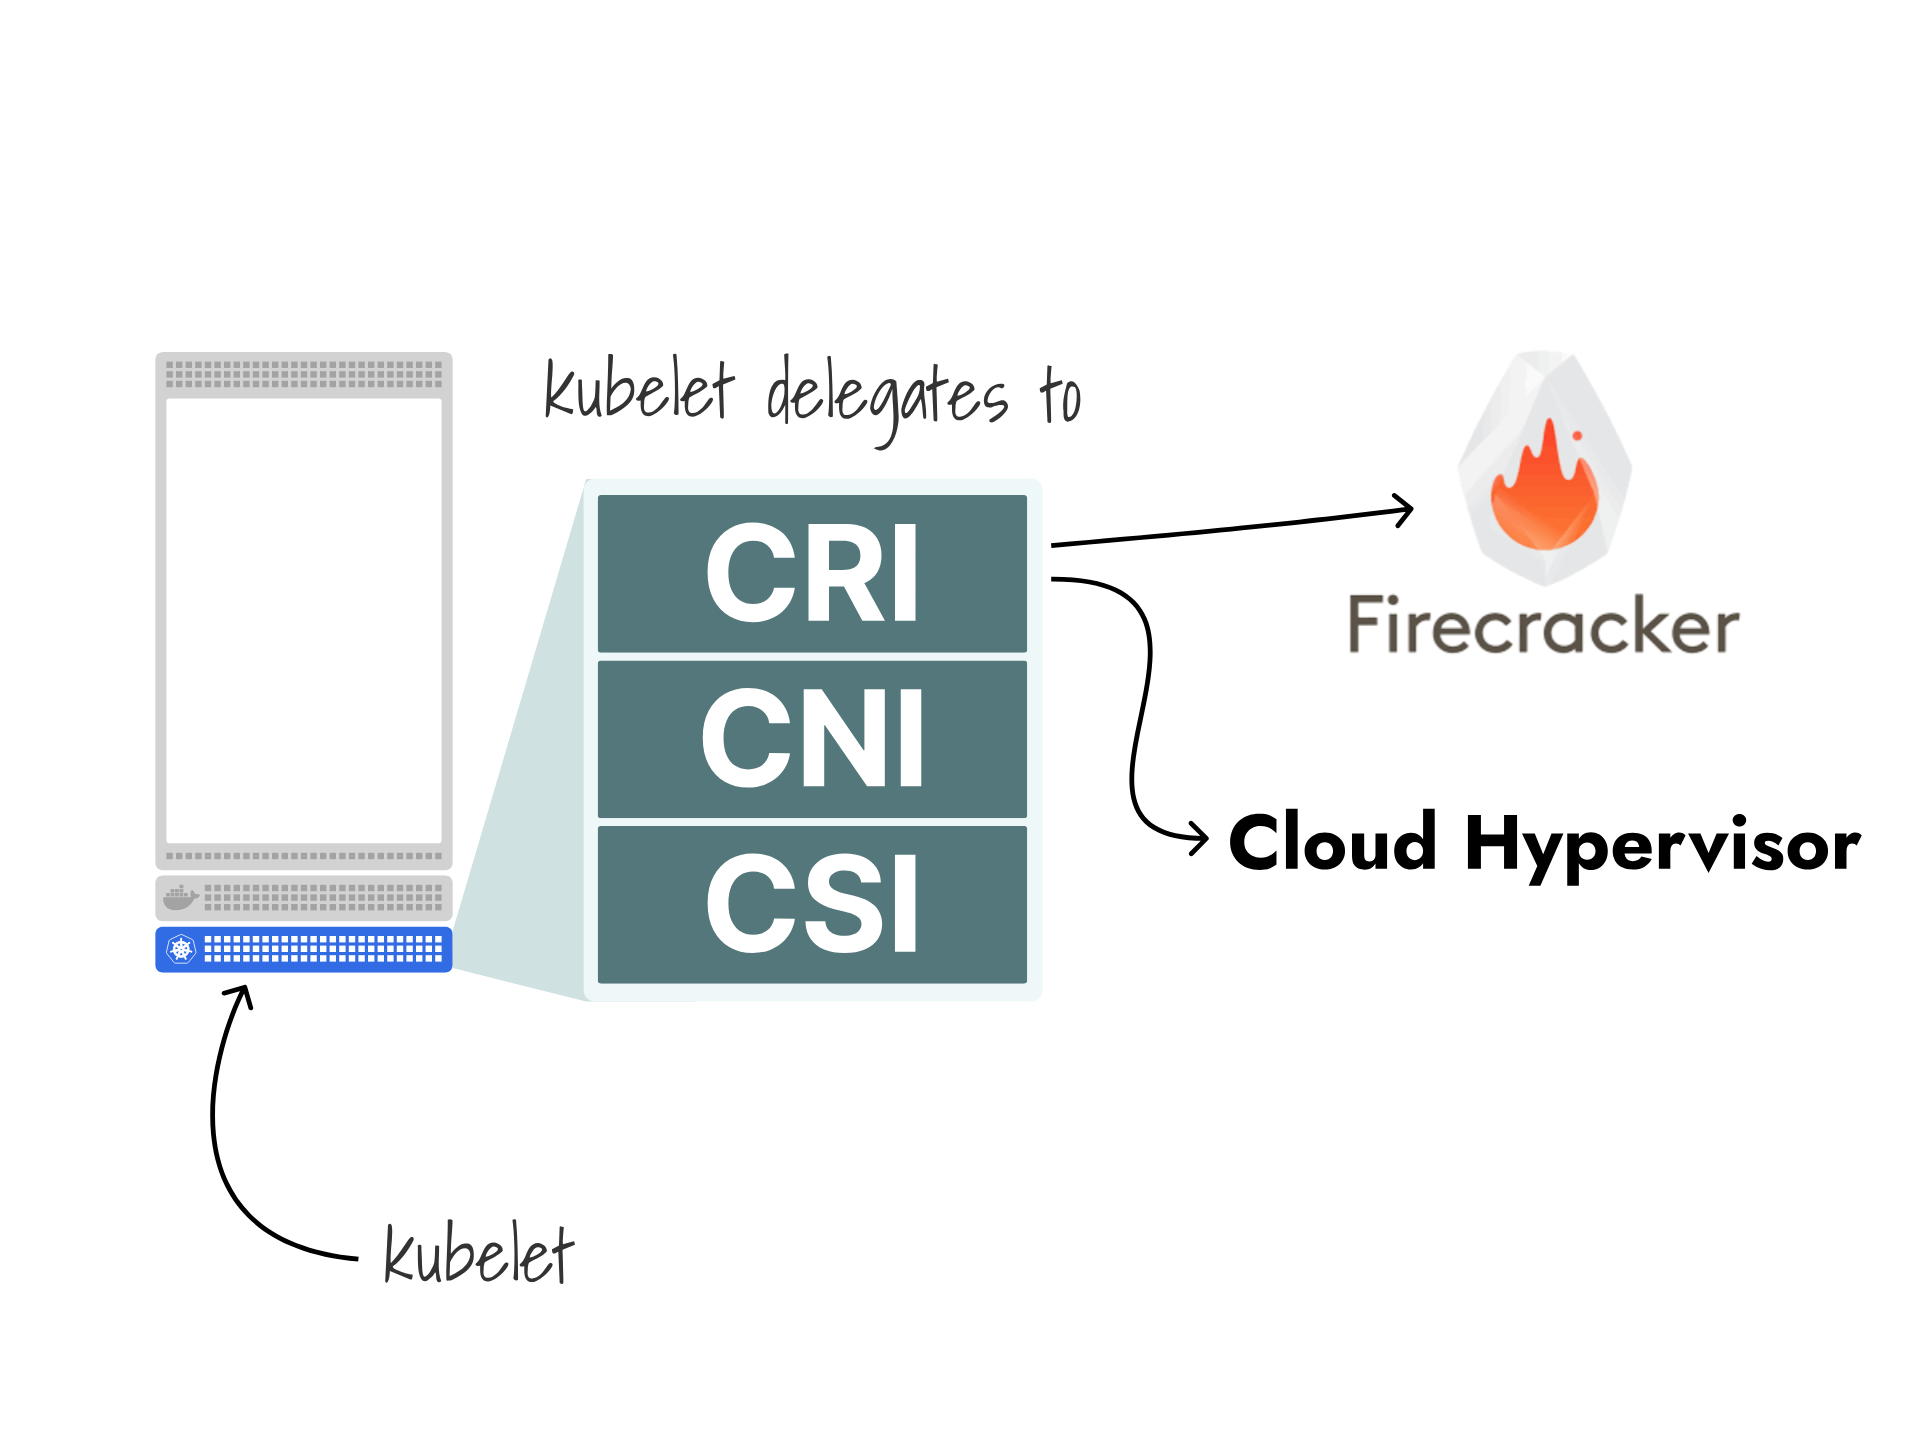 kubelet delegates to
CRI
CNI
CSI
Firecracker
Cloud Hypervisor
kubelet